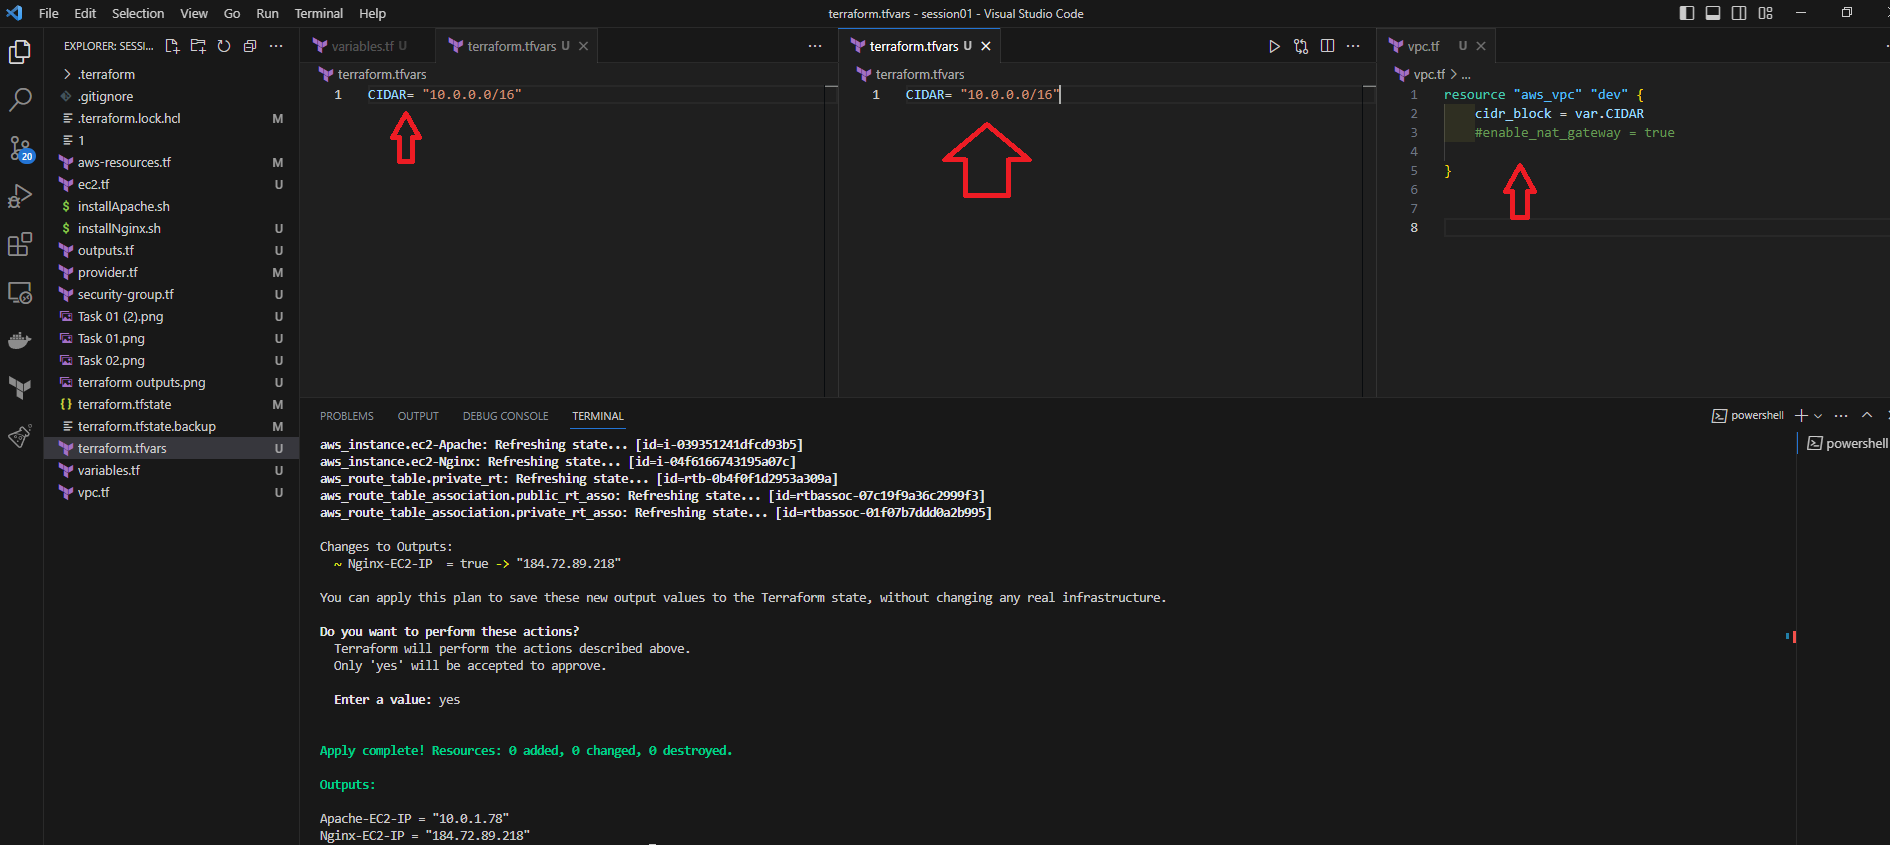 File Edit Selection View Go Run Terminal Help
terraform.tfvars - session01 - Visual Studio Code
EXPLORER: SESSI...
.terraform
.gitignore
.terraform.lock.hcl M
1
aws-resources.tf M
ec2.tf U
installApache.sh
installNginx.sh U
outputs.tf U
provider.tf M
security-group.tf U
Task 01 (2).png U
Task 01.png U
Task 02.png U
terraform outputs.png U
terraform.tfstate M
terraform.tfstate.backup M
terraform.tfvars U
variables.tf U
vpc.tf U
20
variables.tf U
terraform.tfvars U
terraform.tfvars
1 CIDAR= "10.0.0.0/16"
terraform.tfvars U
terraform.tfvars
1 CIDAR= "10.0.0.0/16"
vpc.tf U
vpc.tf > ...
1 resource "aws_vpc" "dev" {
2 cidr_block = var.CIDAR
3 #enable_nat_gateway = true
4
5 }
6
7
8
PROBLEMS OUTPUT DEBUG CONSOLE TERMINAL
powershell
powershell
aws_instance.ec2-Apache: Refreshing state... [id=i-039351241dfcd93b5]
aws_instance.ec2-Nginx: Refreshing state... [id=i-04f6166743195a07c]
aws_route_table.private_rt: Refreshing state... [id=rtb-0b4f0f1d2953a309a]
aws_route_table_association.public_rt_asso: Refreshing state... [id=rtbassoc-07c19f9a36c2999f3]
aws_route_table_association.private_rt_asso: Refreshing state... [id=rtbassoc-01f07b7ddd0a2b995]
Changes to Outputs:
~ Nginx-EC2-IP = true -> "184.72.89.218"
You can apply this plan to save these new output values to the Terraform state, without changing any real infrastructure.
Do you want to perform these actions?
Terraform will perform the actions described above.
Only 'yes' will be accepted to approve.
Enter a value: yes
Apply complete! Resources: 0 added, 0 changed, 0 destroyed.
Outputs:
Apache-EC2-IP = "10.0.1.78"
Nginx-EC2-IP = "184.72.89.218"